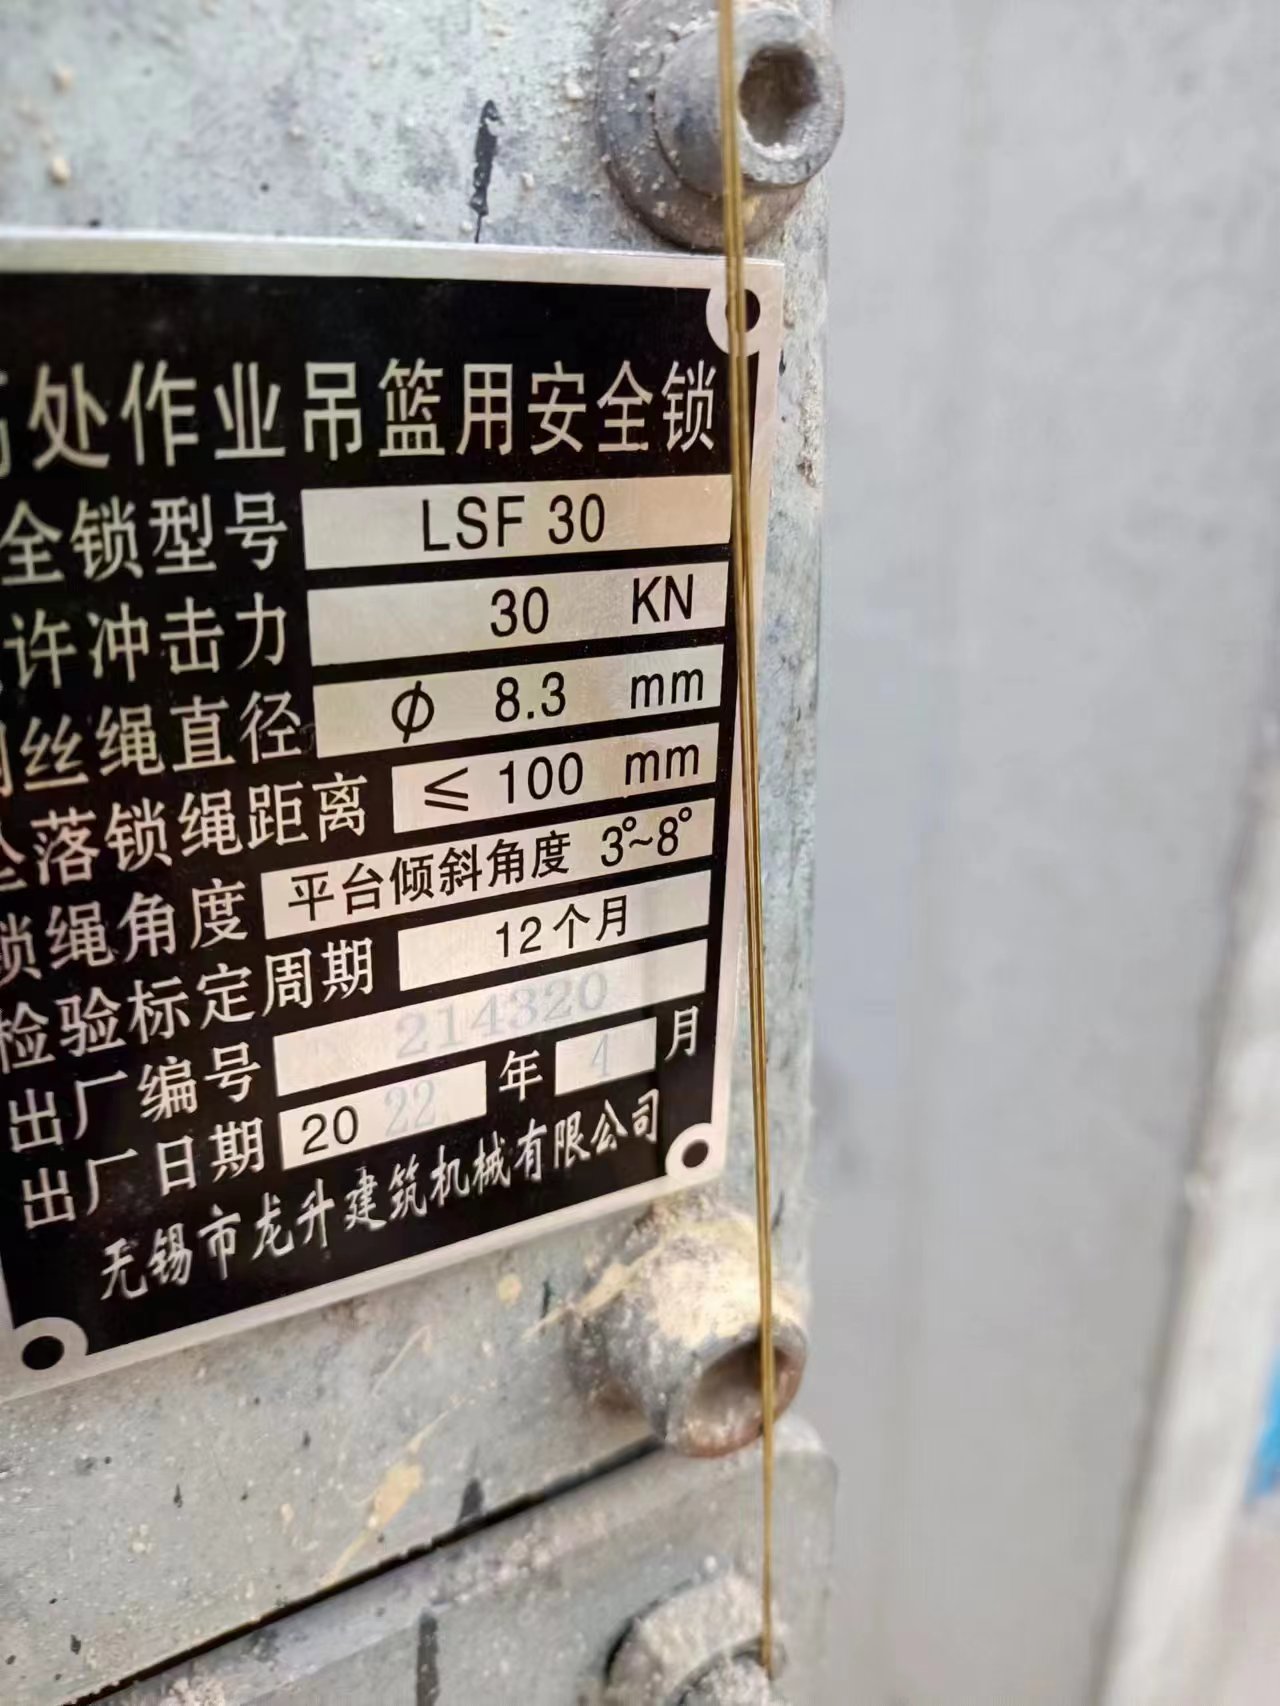 处作业吊篮用安全锁
全锁型号 LSF 30
许冲击力 30 KN
丝绳直径 ϕ 8.3 mm
落锁绳距离 ≤ 100 mm
锁绳角度 平台倾斜角度 3°~8°
检验标定周期 12个月
出厂编号 214320
出厂日期 2022 年 4 月
无锡市龙升建筑机械有限公司